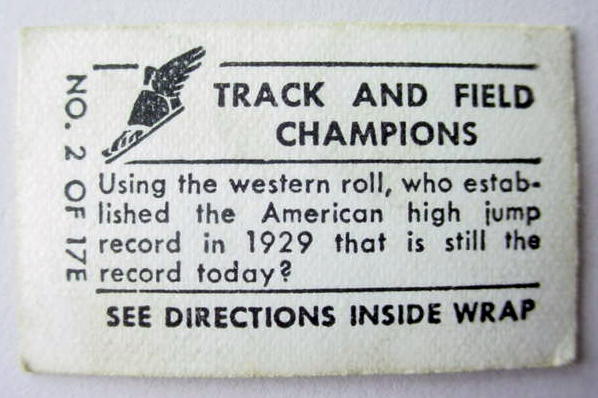 TRACK AND FIELD
CHAMPIONS
Using the western roll, who estab-
lished the American high jump
record in 1929 that is still the
record today?
SEE DIRECTIONS INSIDE WRAP
NO. 2 OF 17E